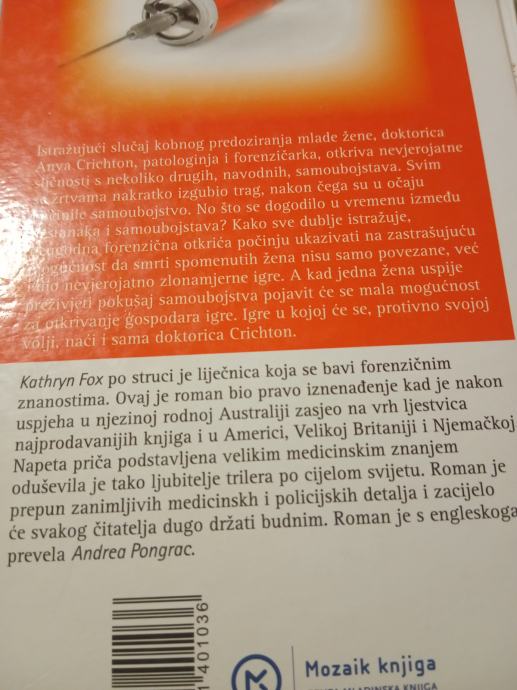 Istražujući slučaj kobnog predoziranja mlade žene, doktorica
Anya Crichton, patologinja i forenzičarka, otkriva nevjerojatne
sličnosti s nekoliko drugih, navodnih, samoubojstava. Svim
žrtvama nakratko izgubio trag, nakon čega su u očaju
samoubojstvo. No što se dogodilo u vremenu između
i samoubojstava? Kako sve dublje istražuje,
forenzična otkrića počinju ukazivati na zastrašujuću
mogućnost da smrti spomenutih žena nisu samo povezane, već
nevjerojatno zlonamjerne igre. A kad jedna žena uspije
preživjeti pokušaj samoubojstva pojavit će se mala mogućnost
za otkrivanje gospodara igre. Igre u kojoj će se, protivno svojoj
volji, naći i sama doktorica Crichton.
Kathryn Fox po struci je liječnica koja se bavi forenzičnim
znanostima. Ovaj je roman bio pravo iznenađenje kad je nakon
uspjeha u njezinoj rodnoj Australiji zasjeo na vrh ljestvica
najprodavanijih knjiga i u Americi, Velikoj Britaniji i Njemačkoj
Napeta priča podstavljena velikim medicinskim znanjem
oduševila je tako ljubitelje trilera po cijelom svijetu. Roman je
prepun zanimljivih medicinskh i policijskih detalja i zacijelo
će svakog čitatelja dugo držati budnim. Roman je s engleskoga
prevela Andrea Pongrac.
401036
Mozaik knjiga
MLADINSKA KNJIGA